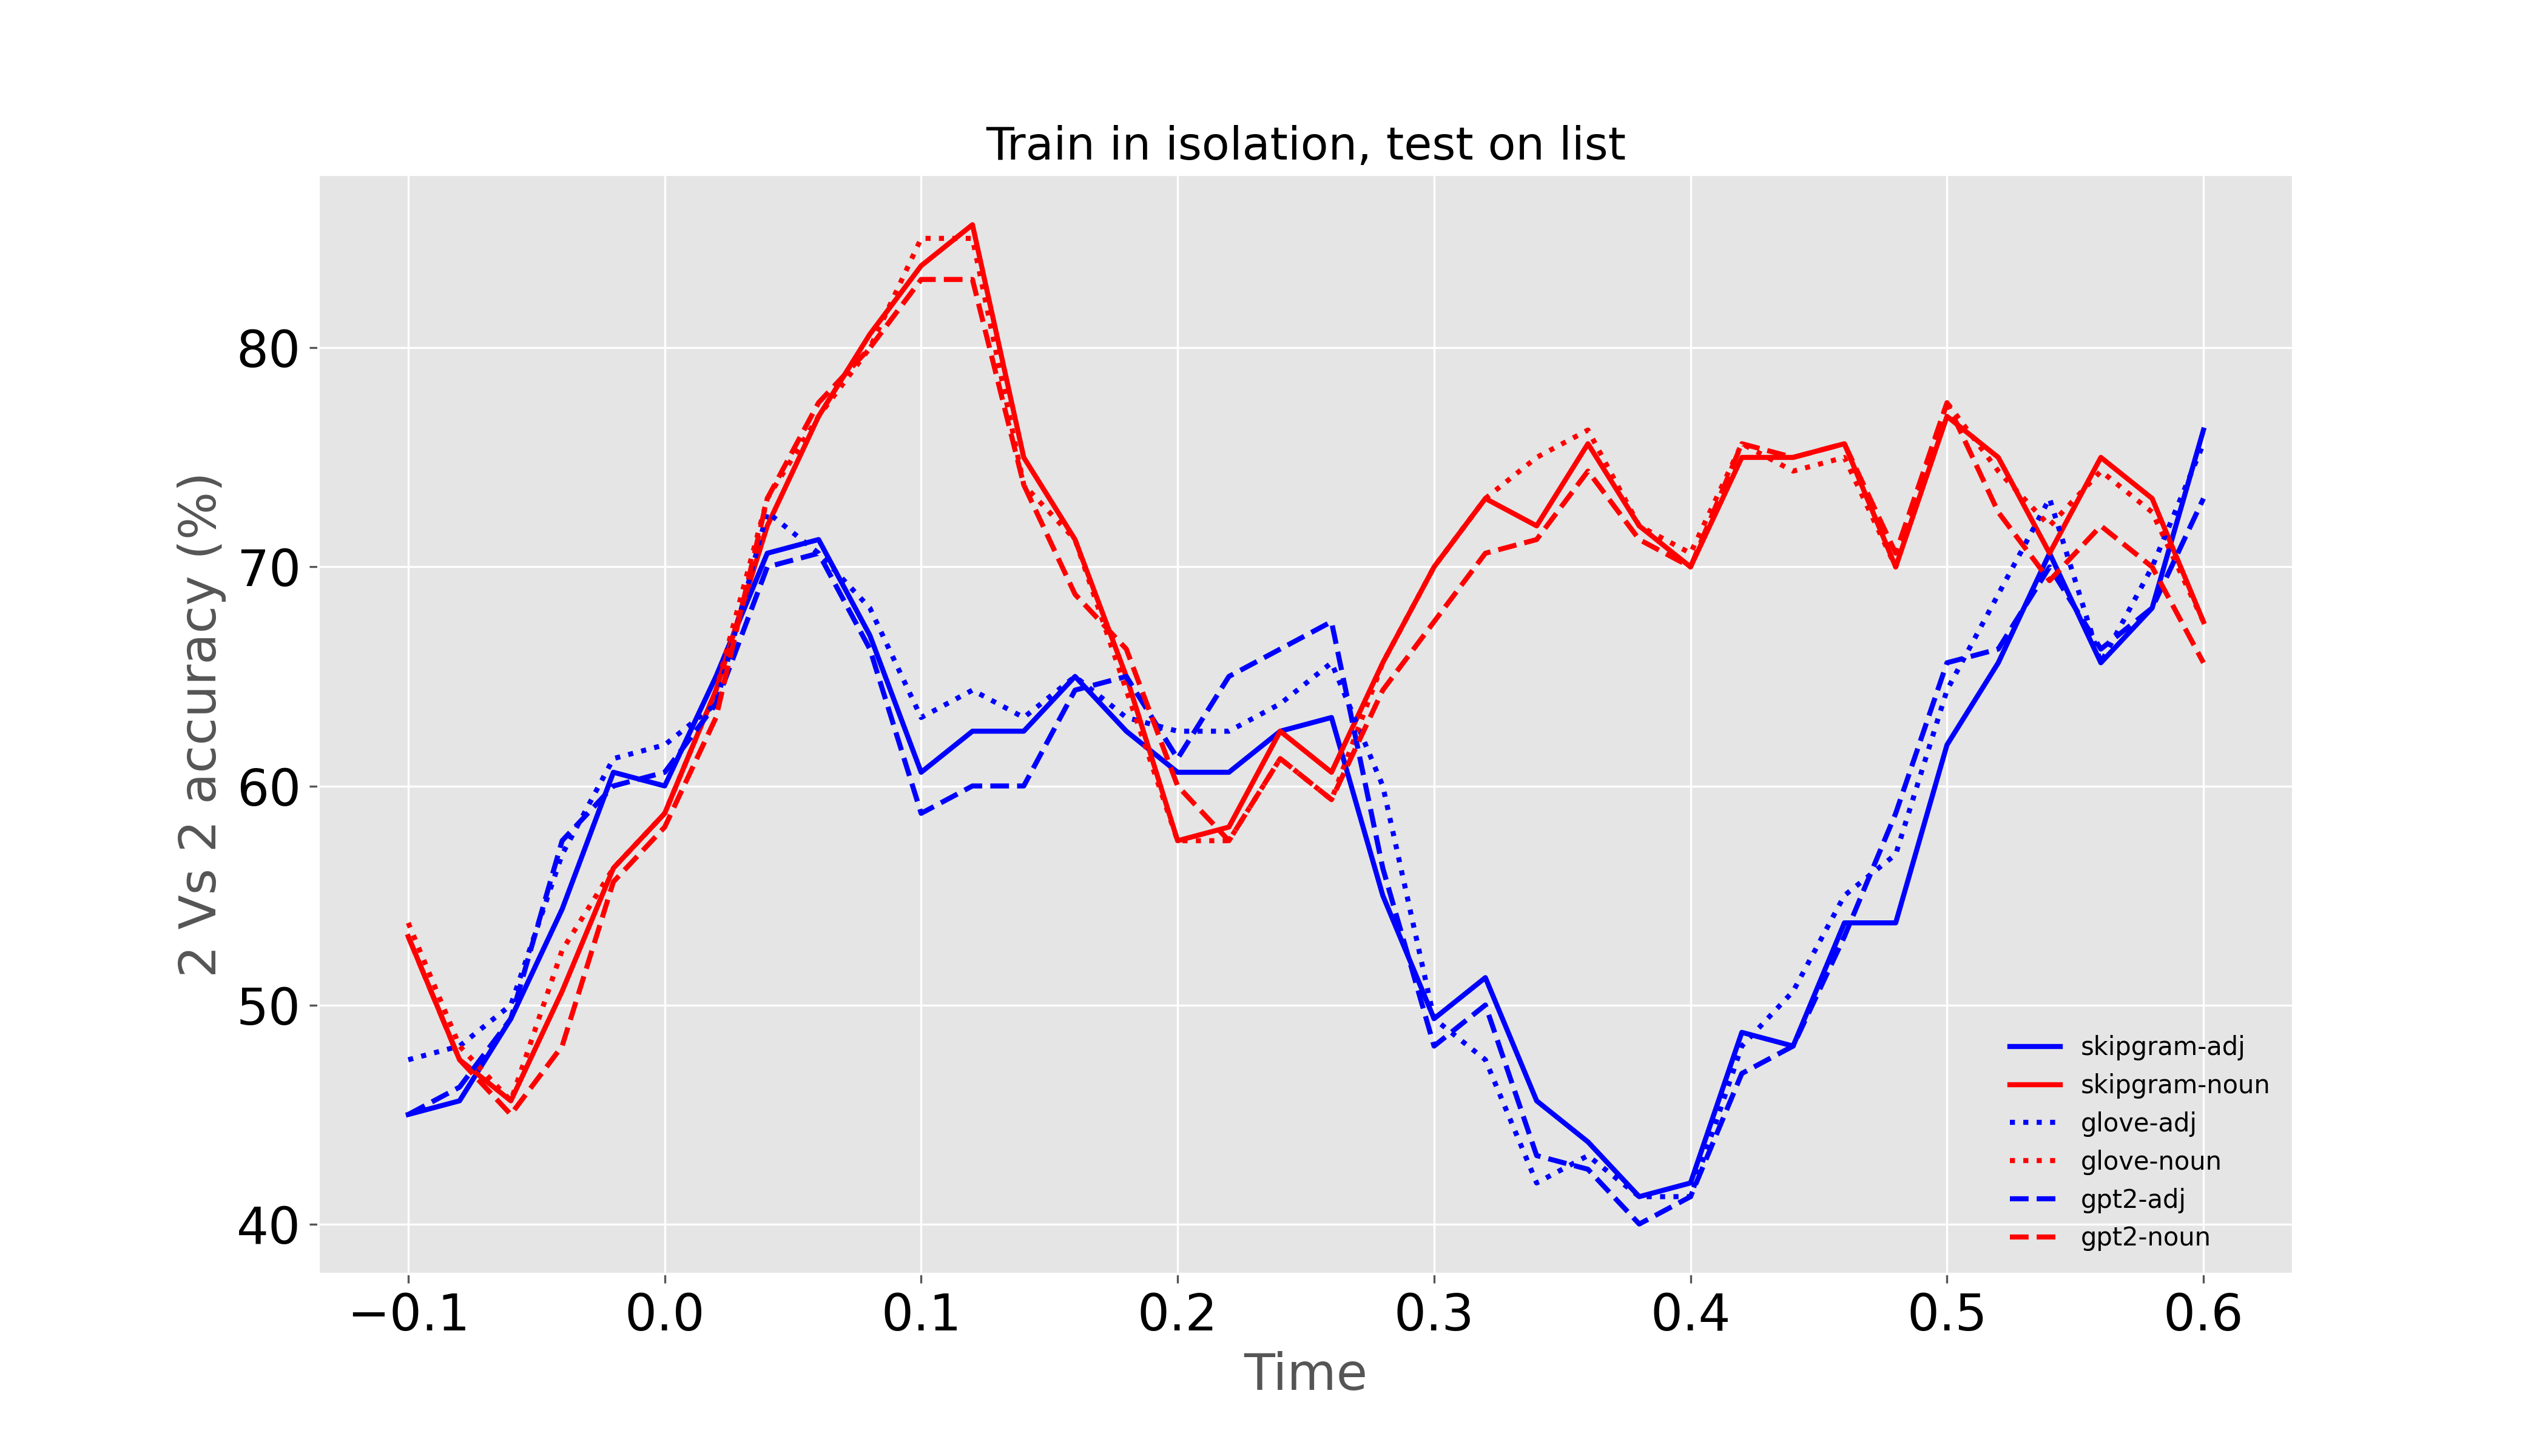 Train in isolation, test on list
2 Vs 2 accuracy (%)
80
70
60
50
40
skipgram-adj
skipgram-noun
glove-adj
glove-noun
gpt2-adj
gpt2-noun
−0.1 0.0 0.1 0.2 0.3 0.4 0.5 0.6
Time